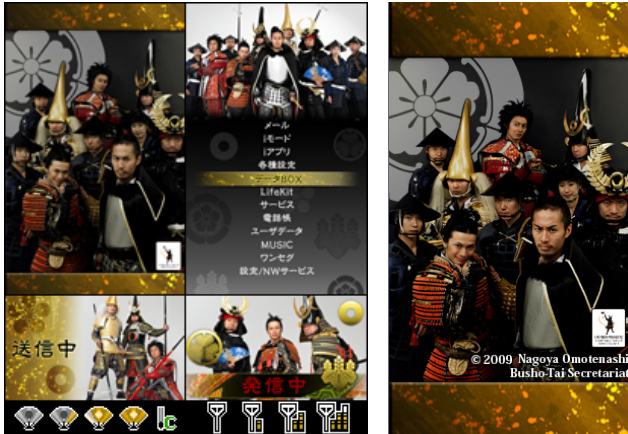 メール
iモード
iアプリ
各種設定
データBOX
LifeKit
サービス
電話帳
ユーザデータ
MUSIC
ワンセグ
設定/NWサービス
送信中
発信中
© 2009 Nagoya Omotenashi
Busho-Tai Secretariat